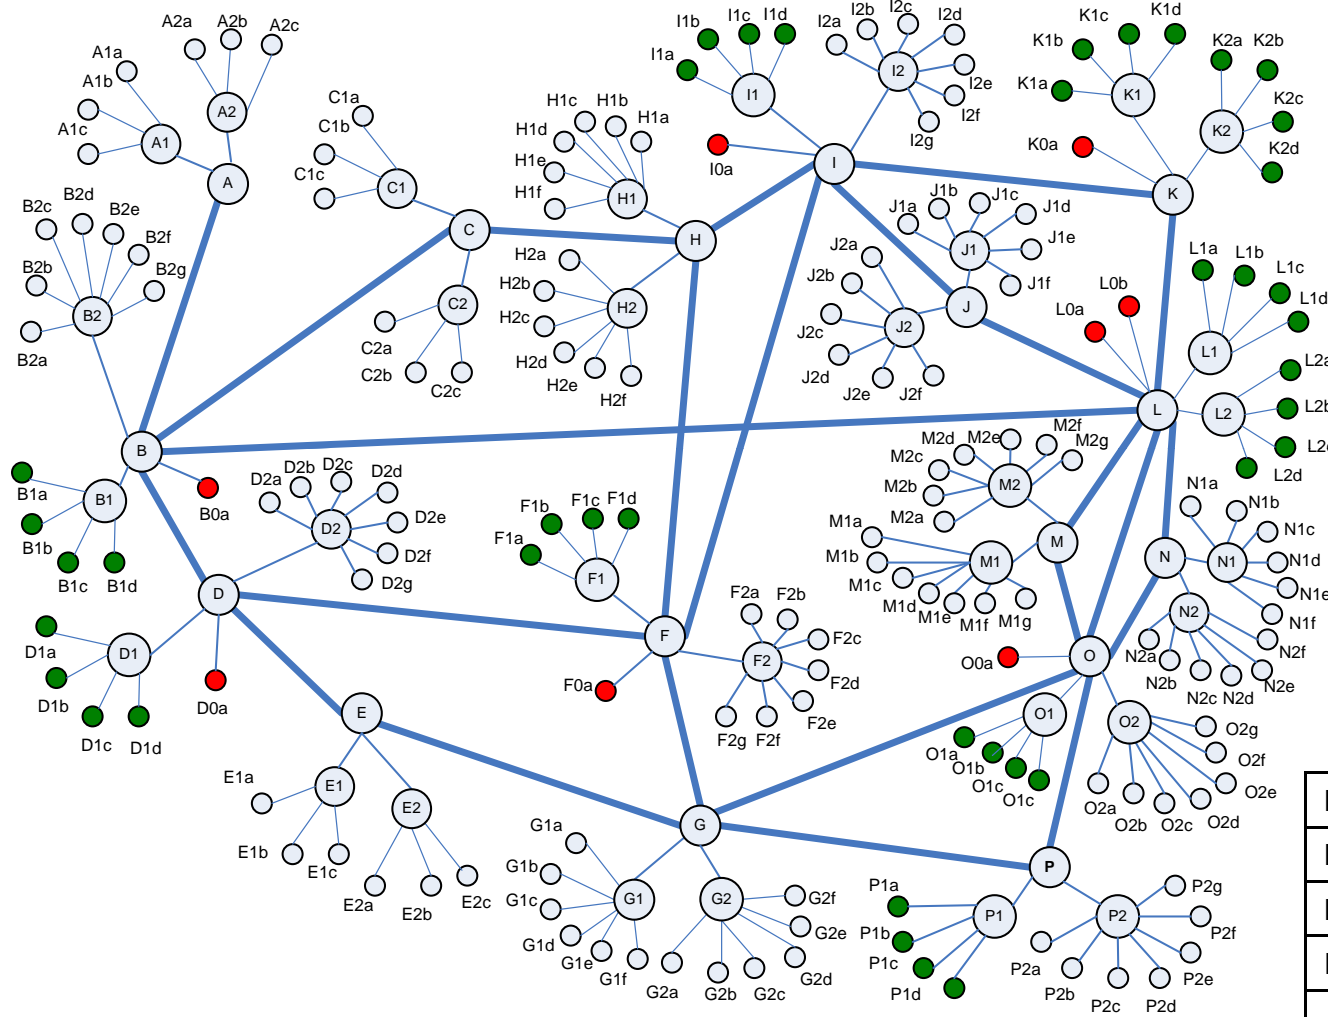 A2a
A2b
A2c
A1a
A1b
A1c
A1
A2
A
C1a
C1b
C1c
C1
C
C2
C2a
C2b
C2c
H1c
H1b
H1a
H1d
H1e
H1f
H1
H
H2a
H2b
H2c
H2d
H2e
H2f
H2
I1b
I1c
I1d
I1a
I1
I2a
I2b
I2c
I2d
I2e
I2f
I2g
I2
I0a
I
K1c
K1d
K1b
K1a
K1
K2a
K2b
K2c
K2d
K2
K0a
K
J1b
J1c
J1a
J1d
J1e
J1f
J1
J2a
J2b
J2c
J2d
J2e
J2f
J2
J
L0b
L0a
L1a
L1b
L1c
L1d
L1
L2a
L2b
L2c
L2d
L2
L
B2d
B2c
B2e
B2f
B2b
B2g
B2
B2a
B
B1a
B1
B1b
B1c
B1d
B0a
D2b
D2c
D2a
D2d
D2e
D2f
D2g
D2
D
D1
D1a
D1b
D1c
D1d
D0a
F1b
F1c
F1d
F1a
F1
F
F0a
F2a
F2b
F2c
F2d
F2e
F2f
F2g
F2
M2f
M2e
M2d
M2g
M2c
M2b
M2a
M2
M
M1a
M1b
M1c
M1d
M1e
M1f
M1g
M1
N1a
N1b
N1c
N1d
N1e
N1f
N1
N
N2
N2a
N2b
N2c
N2d
N2e
N2f
O0a
O
O1
O1a
O1b
O1c
O1c
O2
O2g
O2f
O2e
O2d
O2c
O2b
O2a
E
E1a
E1
E1b
E1c
E2
E2a
E2b
E2c
G
G1a
G1b
G1c
G1d
G1e
G1f
G1
G2
G2f
G2e
G2d
G2c
G2b
G2a
P
P1a
P1b
P1c
P1d
P1
P2
P2g
P2f
P2e
P2d
P2c
P2b
P2a